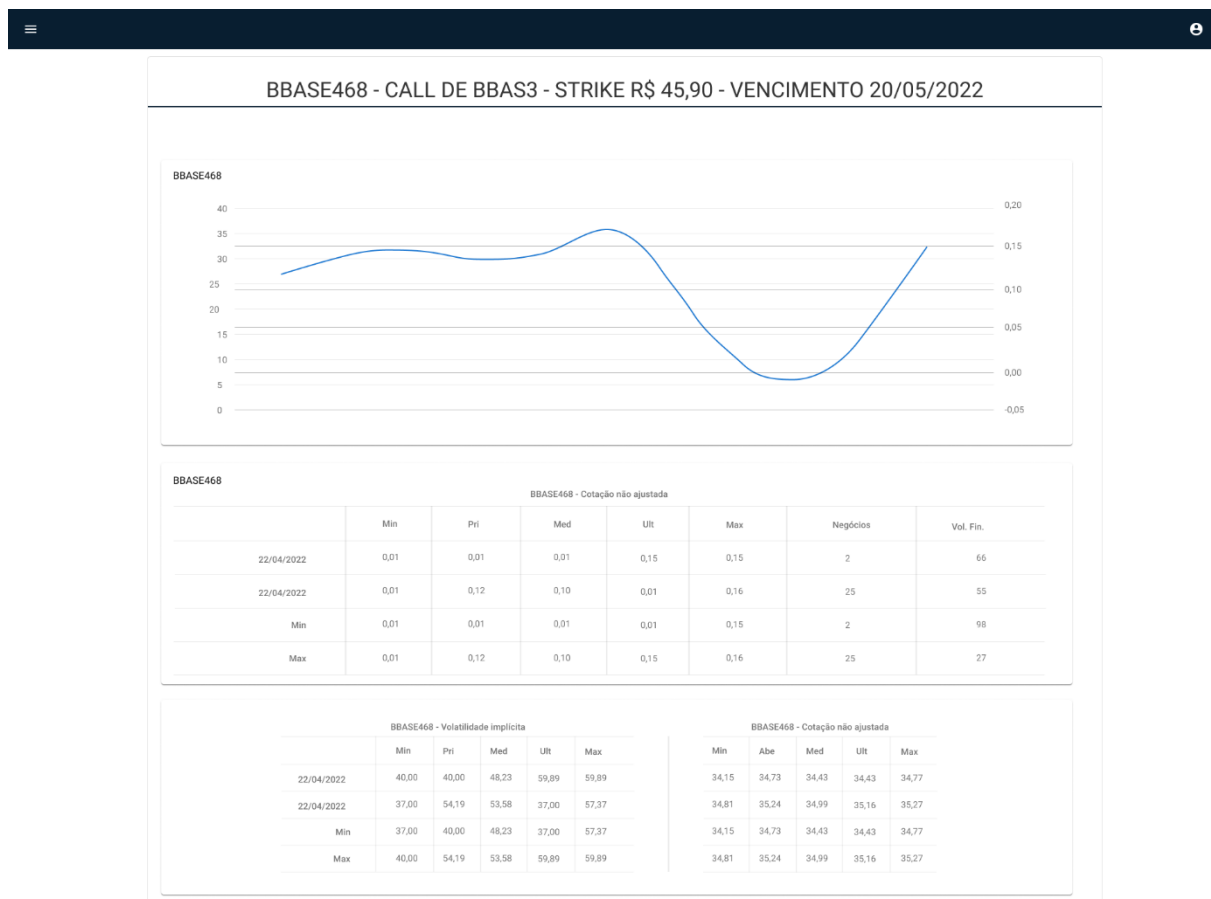 BBASE468 - CALL DE BBAS3 - STRIKE R$ 45,90 - VENCIMENTO 20/05/2022
BBASE468
40 0,20
35
0,15
30
25 0,10
20
0,05
15
10
0,00
5
0 -0,05
BBASE468
BBASE468 - Cotação não ajustada
Min Pri Med Ult Max Negócios Vol. Fin.
22/04/2022 0,01 0,01 0,01 0,15 0,15 2 66
22/04/2022 0,01 0,12 0,10 0,01 0,16 25 55
Min 0,01 0,01 0,01 0,01 0,15 2 98
Max 0,01 0,12 0,10 0,15 0,16 25 27
BBASE468 - Volatilidade implícita BBASE468 - Cotação não ajustada
Min Pri Med Ult Max Min Abe Med Ult Max
22/04/2022 40,00 40,00 48,23 59,89 59,89 34,15 34,73 34,43 34,43 34,77
22/04/2022 37,00 54,19 53,58 37,00 57,37 34,81 35,24 34,99 35,16 35,27
Min 37,00 40,00 48,23 37,00 57,37 34,15 34,73 34,43 34,43 34,77
Max 40,00 54,19 53,58 59,89 59,89 34,81 35,24 34,99 35,16 35,27